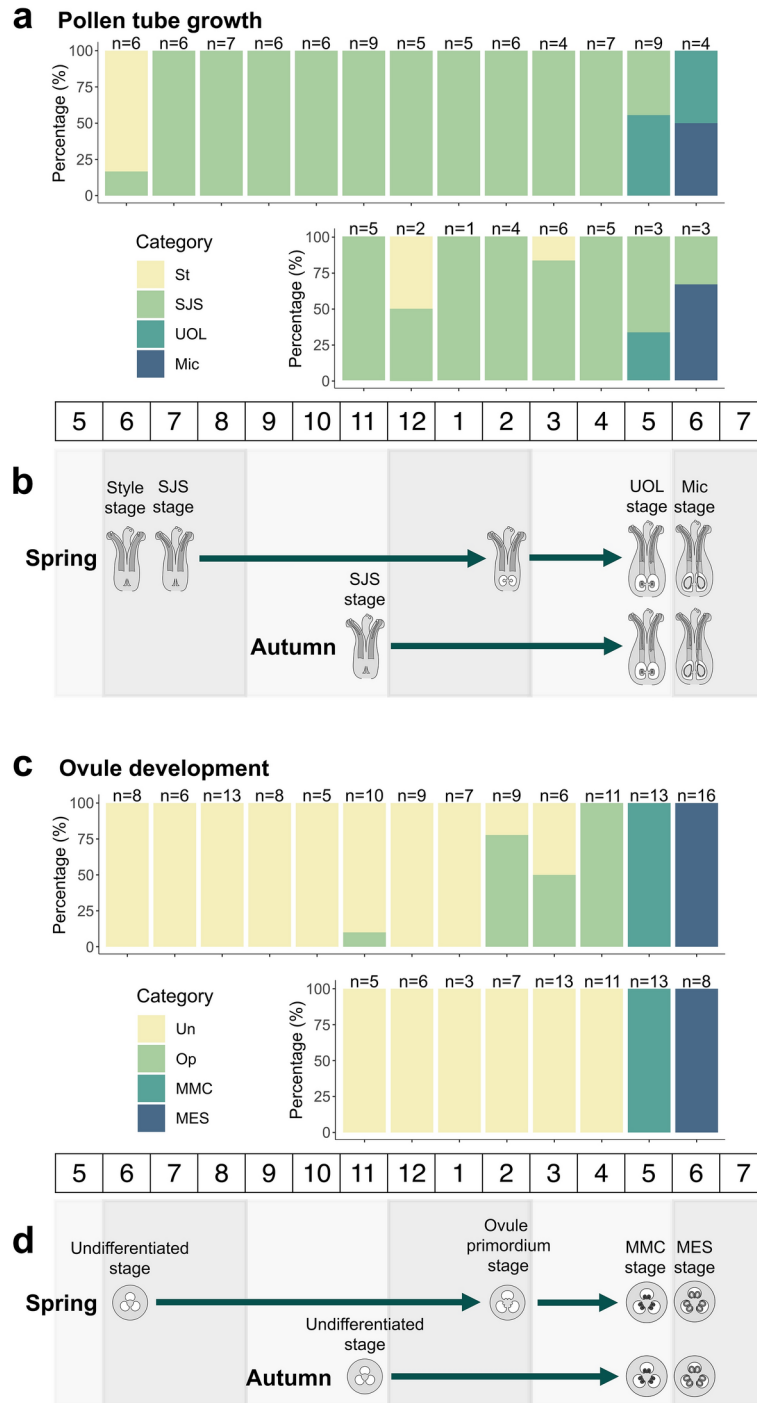 a Pollen tube growth
n=6 n=6 n=7 n=6 n=6 n=9 n=5 n=5 n=6 n=4 n=7 n=9 n=4
Percentage (%)
100
75
50
25
0
n=5 n=2 n=1 n=4 n=6 n=5 n=3 n=3
Percentage (%)
100
75
50
25
0
Category
St
SJS
UOL
Mic
5 6 7 8 9 10 11 12 1 2 3 4 5 6 7
b
Style
stage
SJS
stage
UOL
stage
Mic
stage
Spring
SJS
stage
Autumn
c Ovule development
n=8 n=6 n=13 n=8 n=5 n=10 n=9 n=7 n=9 n=6 n=11 n=13 n=16
Percentage (%)
100
75
50
25
0
n=5 n=6 n=3 n=7 n=13 n=11 n=13 n=8
Percentage (%)
100
75
50
25
0
Category
Un
Op
MMC
MES
5 6 7 8 9 10 11 12 1 2 3 4 5 6 7
d
Undifferentiated
stage
Ovule
primordium
stage
MMC
stage
MES
stage
Spring
Undifferentiated
stage
Autumn